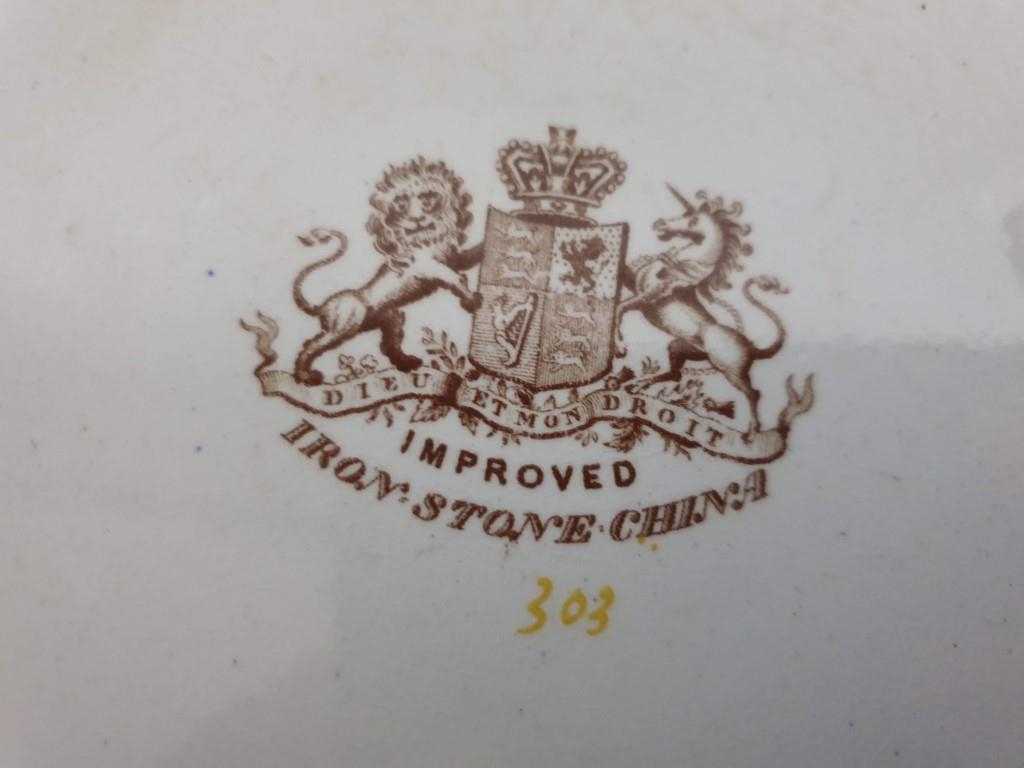 DIEU ET MON DROIT
IMPROVED
IRON·STONE·CHINA
303